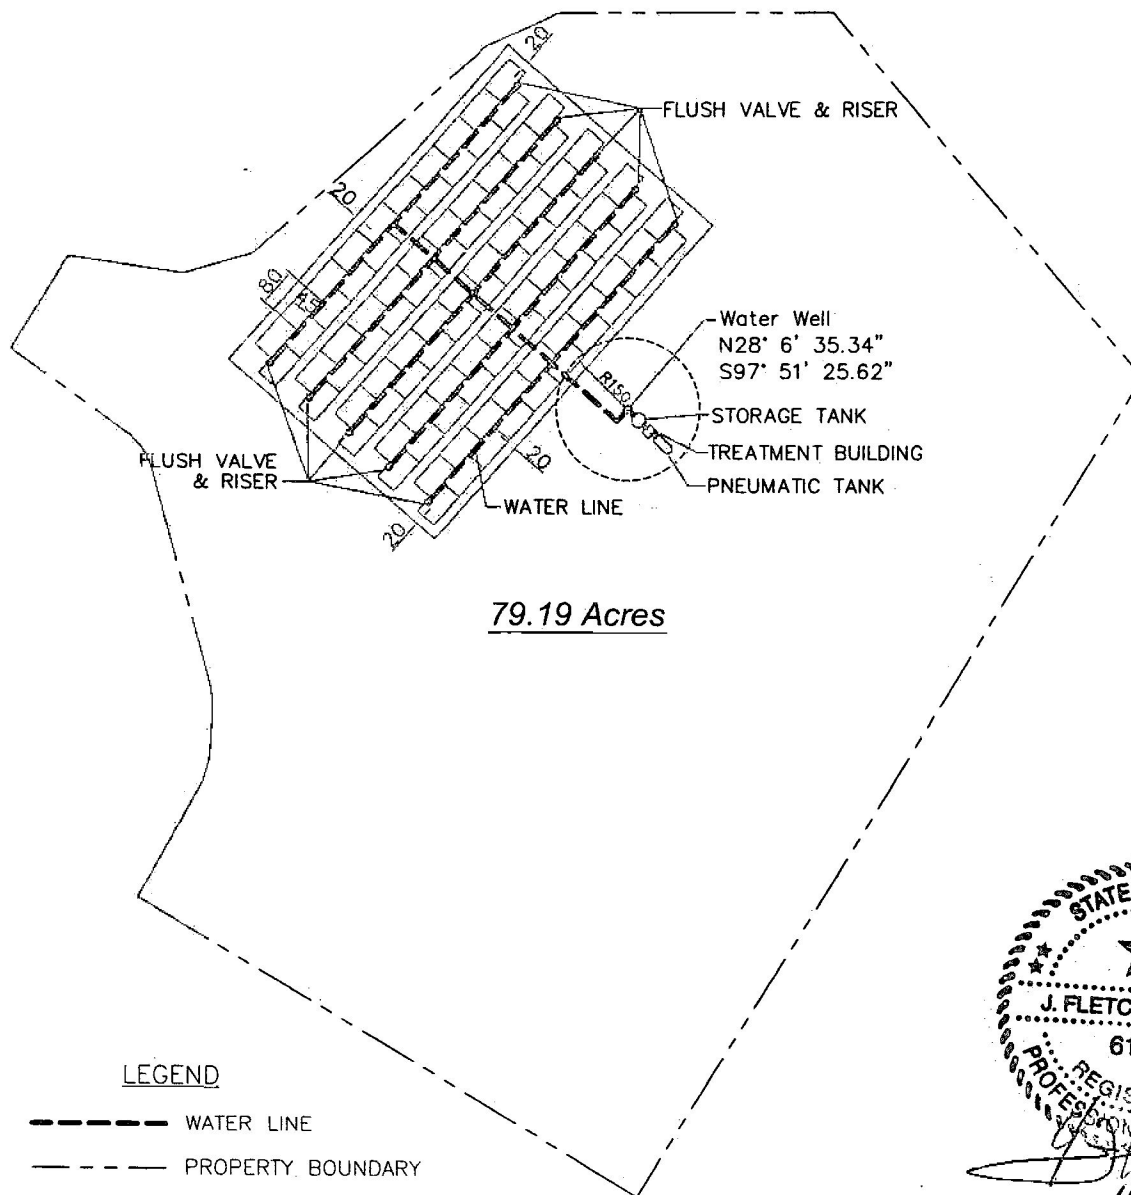 20
FLUSH VALVE & RISER
20
80
45
Water Well
N28° 6' 35.34"
S97° 51' 25.62"
R150
STORAGE TANK
TREATMENT BUILDING
PNEUMATIC TANK
FLUSH VALVE
& RISER
20
WATER LINE
20
79.19 Acres
STATE
J. FLETC
61
REGIS
PROFESSION
LEGEND
WATER LINE
PROPERTY BOUNDARY